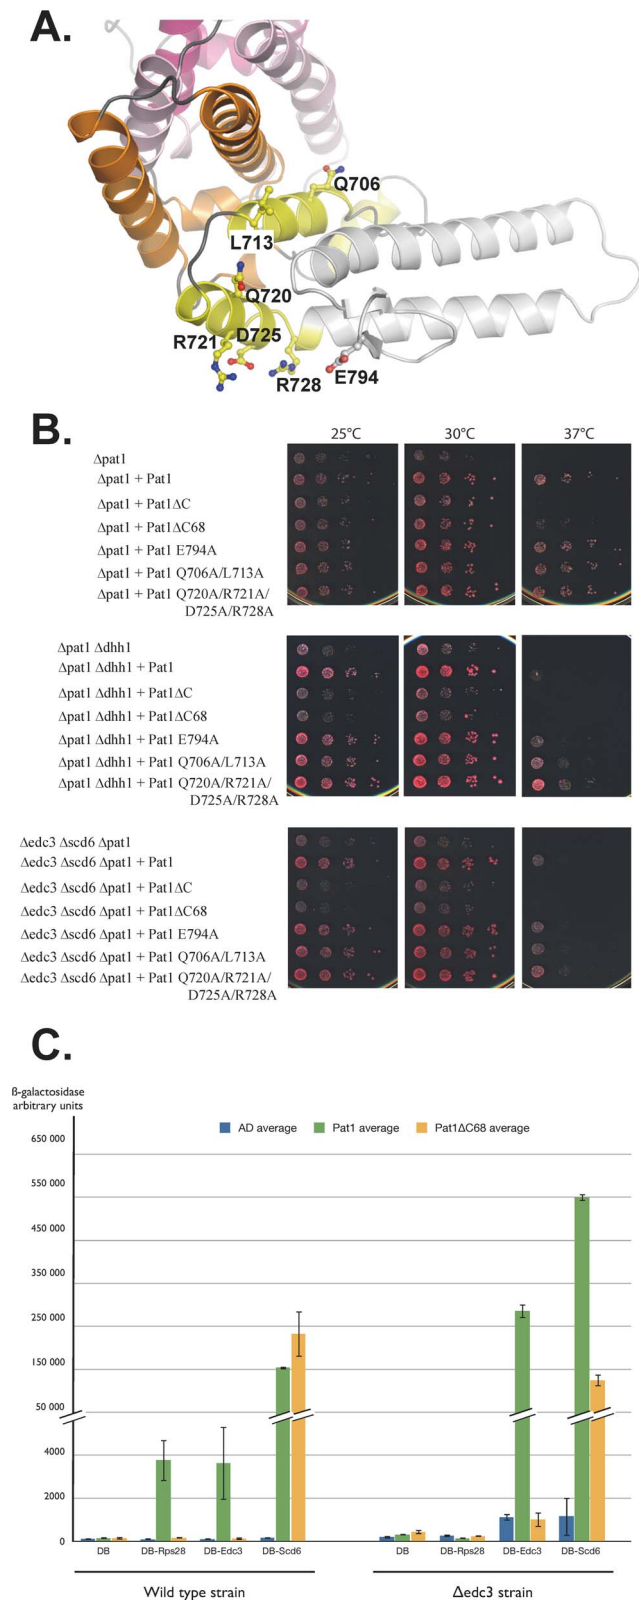 A.
Q706
L713
Q720
R721 D725
R728
E794
B.
25°C 30°C 37°C
Δpat1
Δpat1 + Pat1
Δpat1 + Pat1ΔC
Δpat1 + Pat1ΔC68
Δpat1 + Pat1 E794A
Δpat1 + Pat1 Q706A/L713A
Δpat1 + Pat1 Q720A/R721A/
D725A/R728A
Δpat1 Δdhh1
Δpat1 Δdhh1 + Pat1
Δpat1 Δdhh1 + Pat1ΔC
Δpat1 Δdhh1 + Pat1ΔC68
Δpat1 Δdhh1 + Pat1 E794A
Δpat1 Δdhh1 + Pat1 Q706A/L713A
Δpat1 Δdhh1 + Pat1 Q720A/R721A/
D725A/R728A
Δedc3 Δscd6 Δpat1
Δedc3 Δscd6 Δpat1 + Pat1
Δedc3 Δscd6 Δpat1 + Pat1ΔC
Δedc3 Δscd6 Δpat1 + Pat1ΔC68
Δedc3 Δscd6 Δpat1 + Pat1 E794A
Δedc3 Δscd6 Δpat1 + Pat1 Q706A/L713A
Δedc3 Δscd6 Δpat1 + Pat1 Q720A/R721A/
D725A/R728A
C.
ß-galactosidase
arbitrary units
AD average Pat1 average Pat1ΔC68 average
650 000
550 000
450 000
350 000
250 000
150 000
50 000
4000
2000
0
DB DB-Rps28 DB-Edc3 DB-Scd6 DB DB-Rps28 DB-Edc3 DB-Scd6
Wild type strain Δedc3 strain